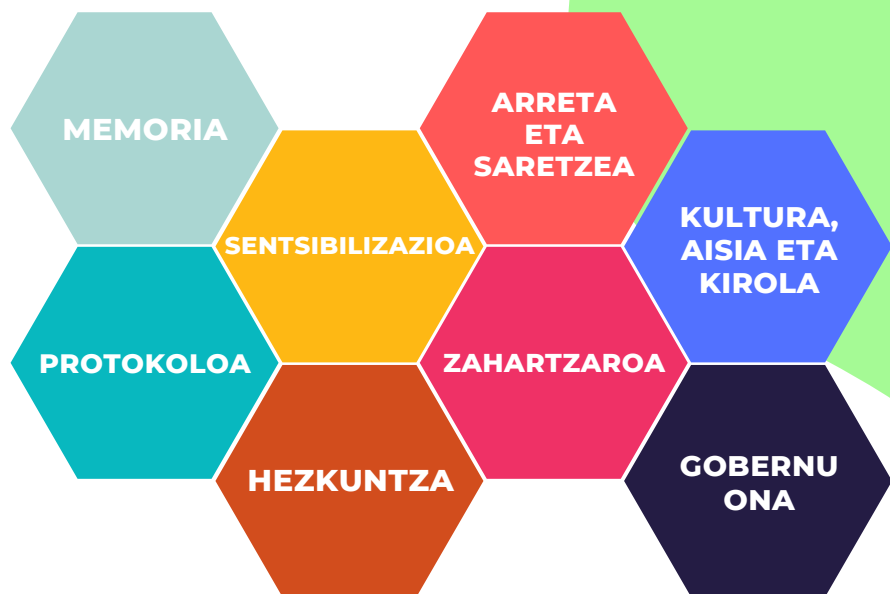 MEMORIA
ARRETA
ETA
SARETZEA
SENTSIBILIZAZIOA
KULTURA,
AISIA ETA
KIROLA
PROTOKOLOA
ZAHARTZAROA
HEZKUNTZA
GOBERNU
ONA